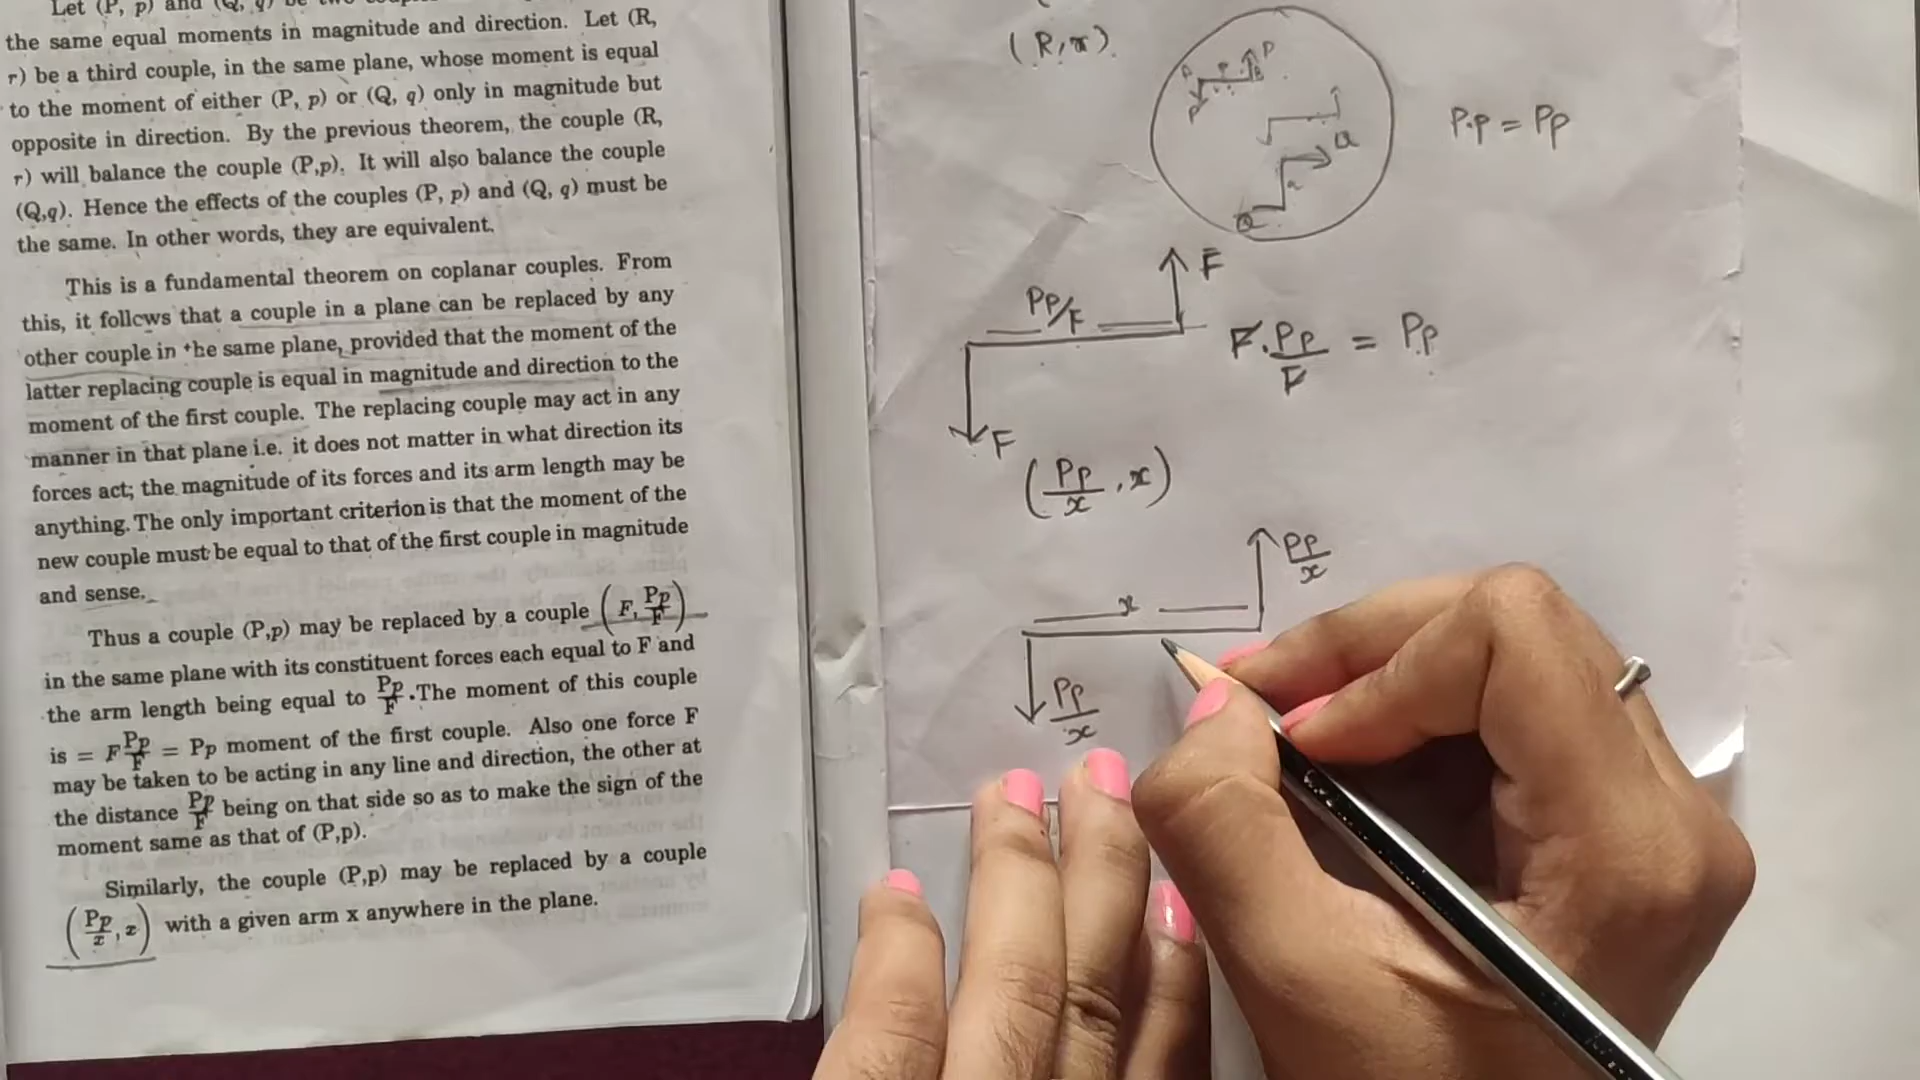 Let (P, p) and (Q, q) be two
the same equal moments in magnitude and direction. Let (R,
r) be a third couple, in the same plane, whose moment is equal
to the moment of either (P, p) or (Q, q) only in magnitude but
opposite in direction. By the previous theorem, the couple (R,
r) will balance the couple (P,p). It will also balance the couple
(Q,q). Hence the effects of the couples (P, p) and (Q, q) must be
the same. In other words, they are equivalent.
This is a fundamental theorem on coplanar couples. From
this, it follcws that a couple in a plane can be replaced by any
other couple in the same plane, provided that the moment of the
latter replacing couple is equal in magnitude and direction to the
moment of the first couple. The replacing couple may act in any
manner in that plane i.e. it does not matter in what direction its
forces act; the magnitude of its forces and its arm length may be
anything. The only important criterion is that the moment of the
new couple must be equal to that of the first couple in magnitude
and sense.
Thus a couple (P,p) may be replaced by a couple (F, Pp/F)
in the same plane with its constituent forces each equal to F and
the arm length being equal to Pp/F. The moment of this couple
is = F Pp/F = Pp moment of the first couple. Also one force F
may be taken to be acting in any line and direction, the other at
the distance Pp/F being on that side so as to make the sign of the
moment same as that of (P,p).
Similarly, the couple (P,p) may be replaced by a couple
(Pp/x, x) with a given arm x anywhere in the plane.
(R, r)
P
P
P
B
Q
Q
P.p = Pp
F
Pp/F
F
F. Pp/F = Pp
(Pp/x, x)
Pp/x
x
Pp/x